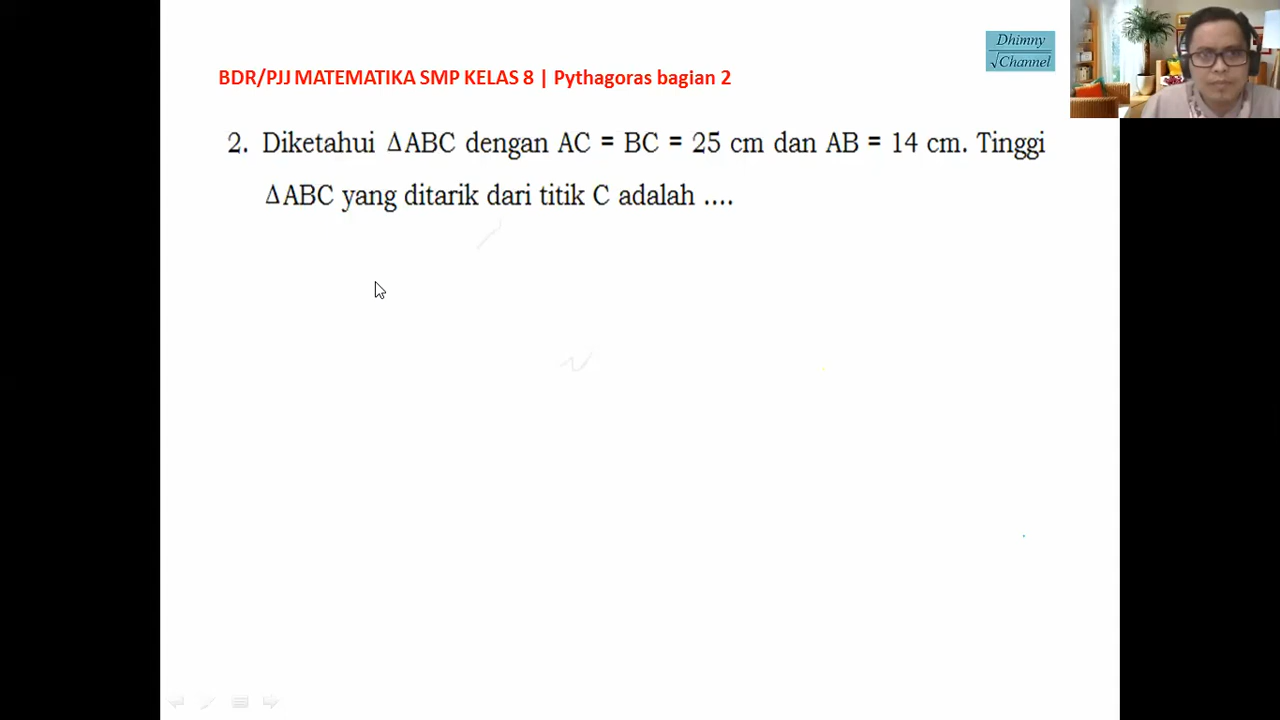 Dhimny
√Channel
BDR/PJJ MATEMATIKA SMP KELAS 8 | Pythagoras bagian 2
2. Diketahui ΔABC dengan AC = BC = 25 cm dan AB = 14 cm. Tinggi
ΔABC yang ditarik dari titik C adalah ....